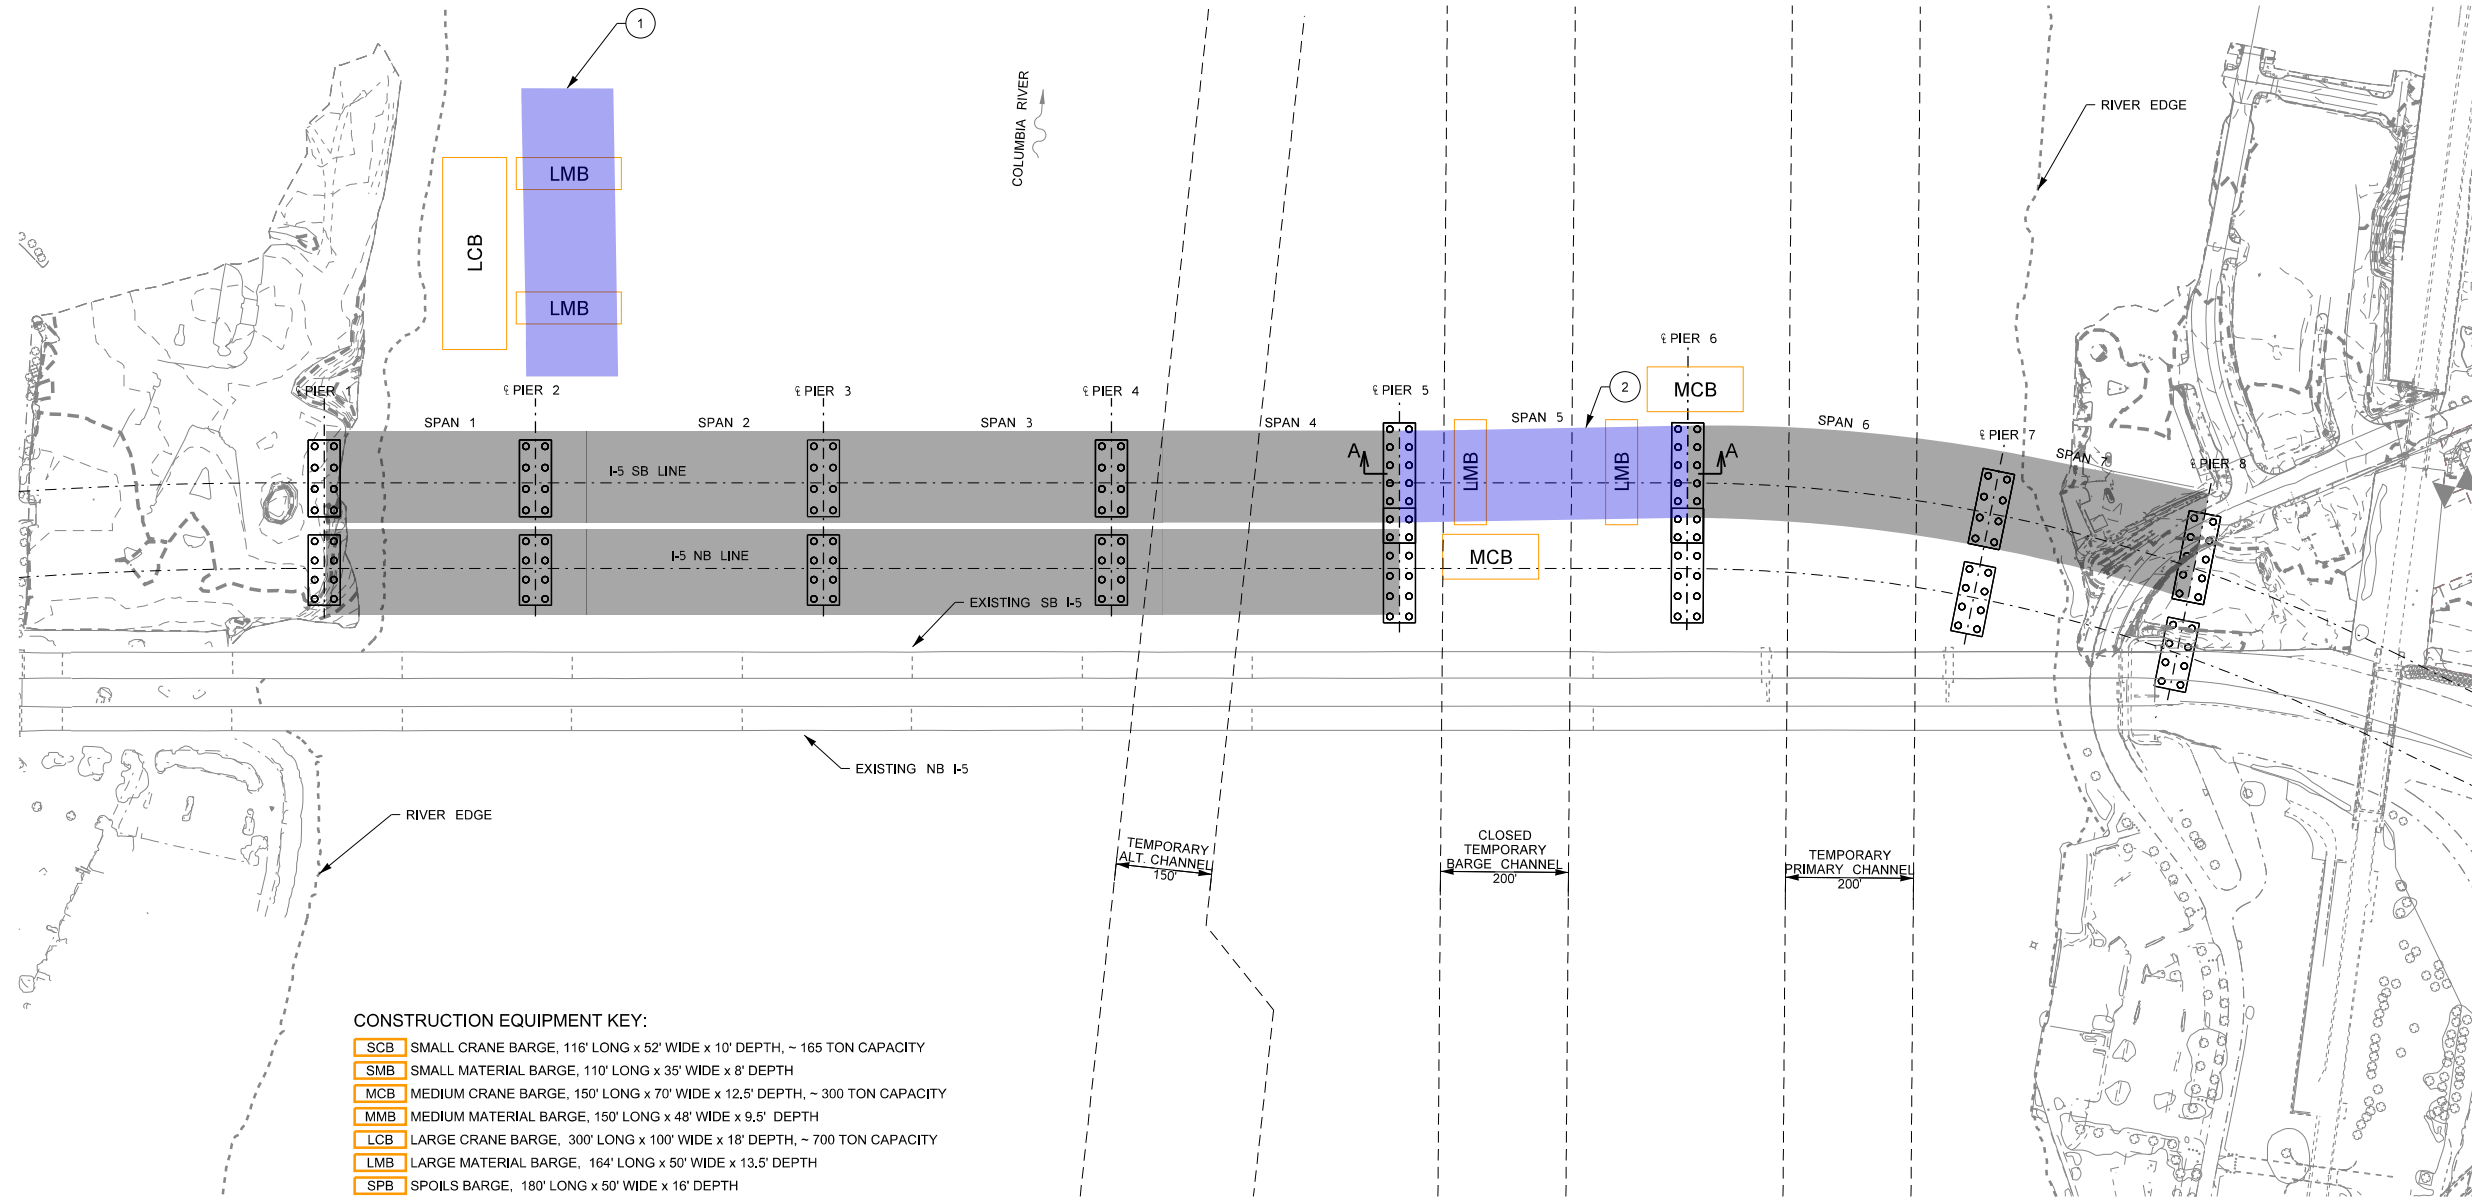 1
COLUMBIA RIVER
RIVER EDGE
LMB
LCB
LMB
℄ PIER 1
℄ PIER 2
℄ PIER 3
℄ PIER 4
℄ PIER 5
℄ PIER 6
℄ PIER 7
℄ PIER 8
2
MCB
SPAN 1
SPAN 2
SPAN 3
SPAN 4
SPAN 5
SPAN 6
SPAN 7
A
A
LMB
LMB
I-5 SB LINE
I-5 NB LINE
MCB
EXISTING SB I-5
EXISTING NB I-5
RIVER EDGE
TEMPORARY
ALT. CHANNEL
150'
CLOSED
TEMPORARY
BARGE CHANNEL
200'
TEMPORARY
PRIMARY CHANNEL
200'
CONSTRUCTION EQUIPMENT KEY:
SCB SMALL CRANE BARGE, 116' LONG x 52' WIDE x 10' DEPTH, ~ 165 TON CAPACITY
SMB SMALL MATERIAL BARGE, 110' LONG x 35' WIDE x 8' DEPTH
MCB MEDIUM CRANE BARGE, 150' LONG x 70' WIDE x 12.5' DEPTH, ~ 300 TON CAPACITY
MMB MEDIUM MATERIAL BARGE, 150' LONG x 48' WIDE x 9.5' DEPTH
LCB LARGE CRANE BARGE, 300' LONG x 100' WIDE x 18' DEPTH, ~ 700 TON CAPACITY
LMB LARGE MATERIAL BARGE, 164' LONG x 50' WIDE x 13.5' DEPTH
SPB SPOILS BARGE, 180' LONG x 50' WIDE x 16' DEPTH